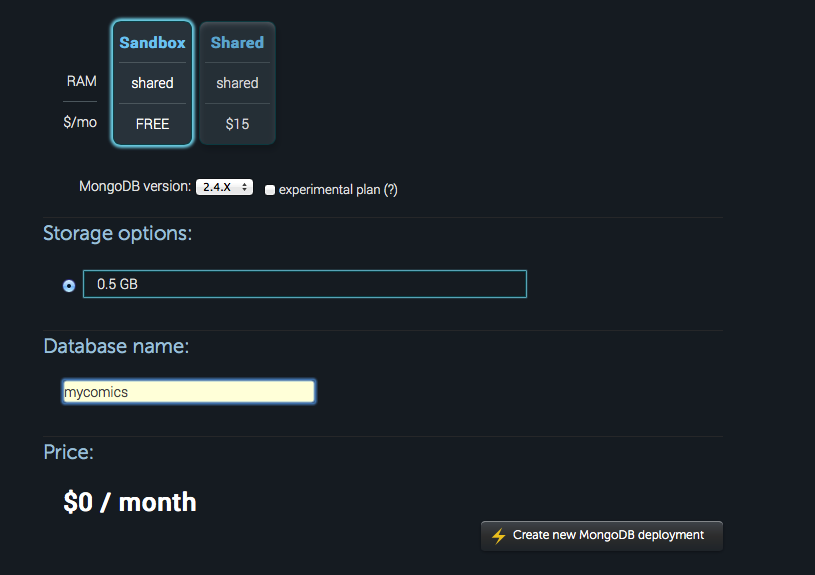 Sandbox Shared
RAM shared shared
$/mo FREE $15
MongoDB version: 2.4.X experimental plan (?)
Storage options:
0.5 GB
Database name:
mycomics
Price:
$0 / month
Create new MongoDB deployment